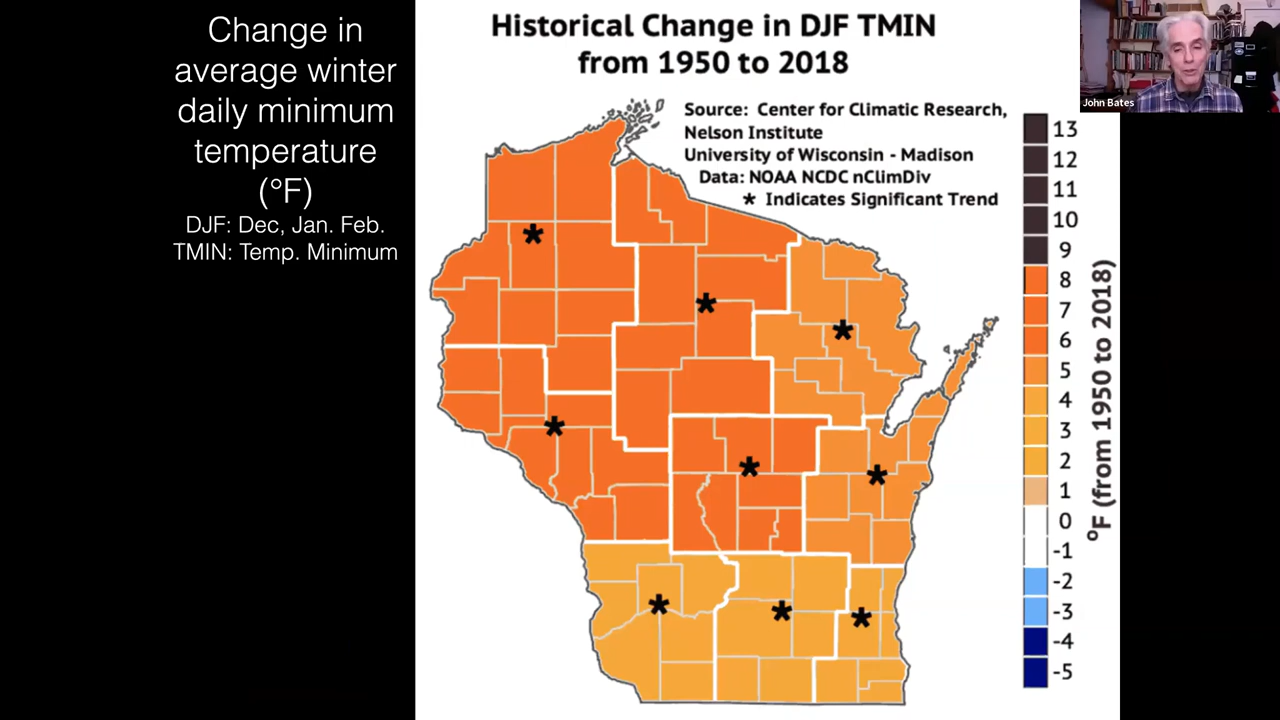 Change in
average winter
daily minimum
temperature
(°F)
DJF: Dec, Jan. Feb.
TMIN: Temp. Minimum
Historical Change in DJF TMIN
from 1950 to 2018
Source: Center for Climatic Research,
Nelson Institute
University of Wisconsin - Madison
Data: NOAA NCDC nClimDiv
* Indicates Significant Trend
John Bates
13
12
11
10
9
8
7
6
5
4
3
2
1
0
-1
-2
-3
-4
-5
°F (from 1950 to 2018)